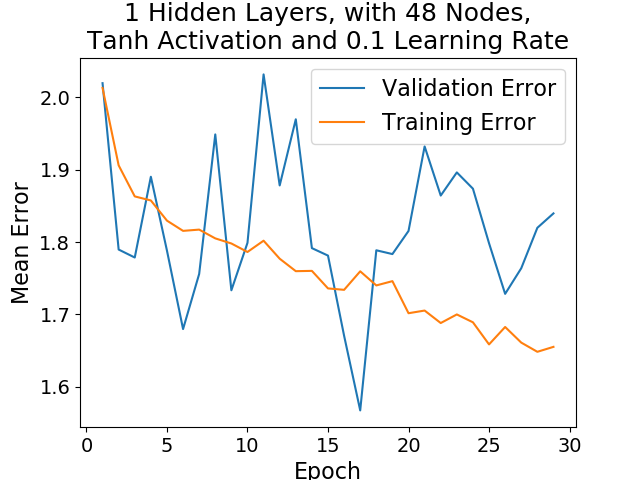 1 Hidden Layers, with 48 Nodes,
Tanh Activation and 0.1 Learning Rate
Validation Error
Training Error
Mean Error
2.0
1.9
1.8
1.7
1.6
0 5 10 15 20 25 30
Epoch